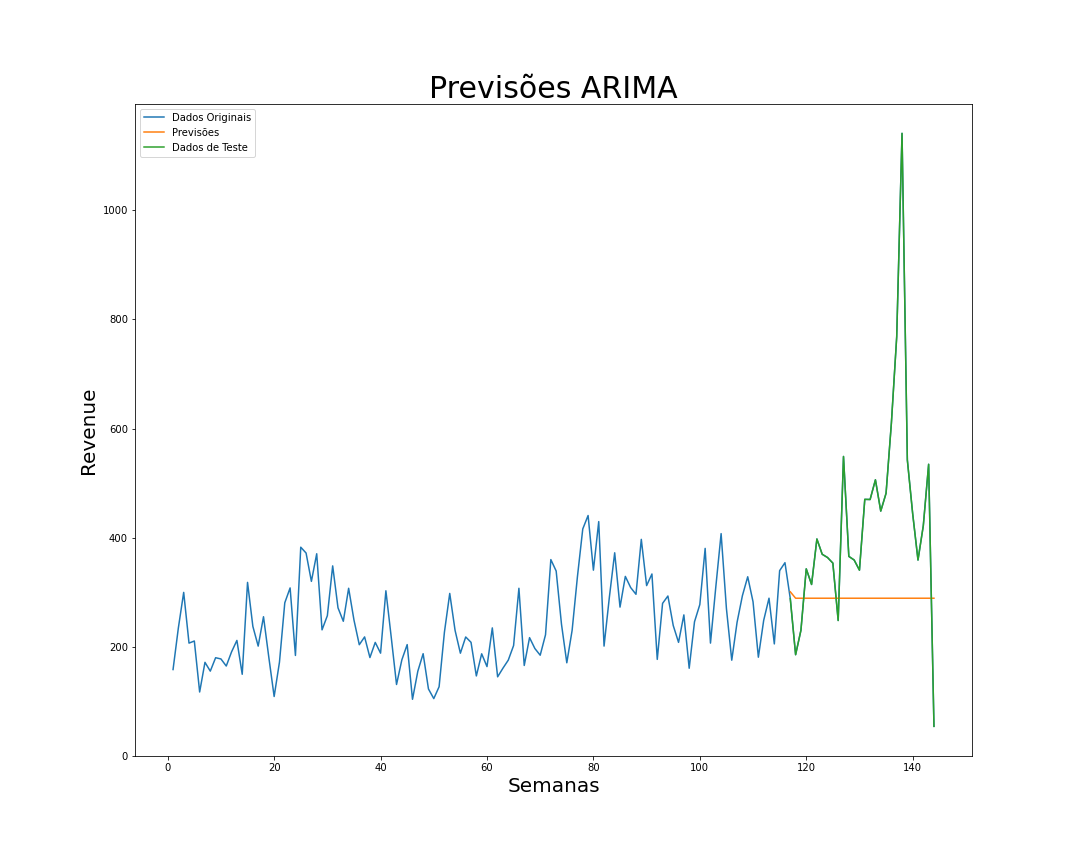 Previsões ARIMA
Dados Originais
Previsões
Dados de Teste
Revenue
1000
800
600
400
200
0
0 20 40 60 80 100 120 140
Semanas